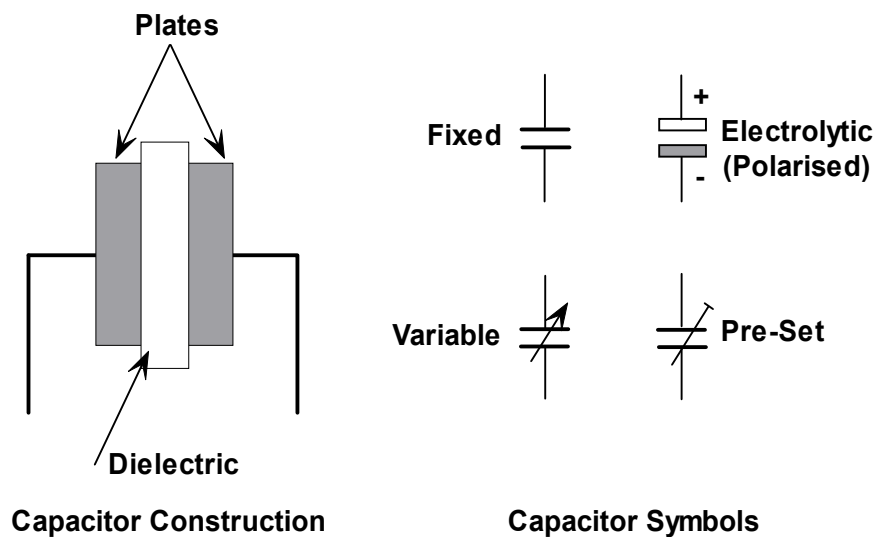 Plates
Dielectric
Capacitor Construction
Fixed
+
Electrolytic
(Polarised)
-
Variable
Pre-Set
Capacitor Symbols